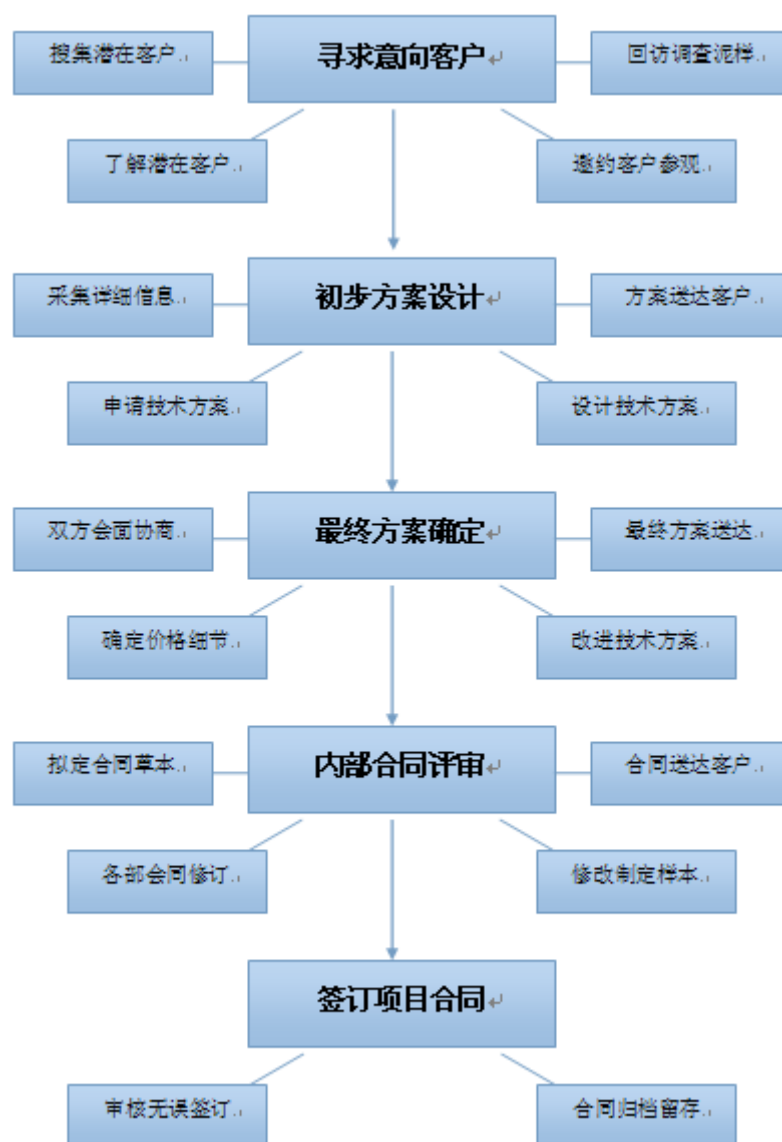 搜集潜在客户
寻求意向客户
回访调查泥样
了解潜在客户
邀约客户参观
采集详细信息
初步方案设计
方案送达客户
申请技术方案
设计技术方案
双方会面协商
最终方案确定
最终方案送达
确定价格细节
改进技术方案
拟定合同草本
内部合同评审
合同送达客户
各部会同修订
修改制定样本
签订项目合同
审核无误签订
合同归档留存